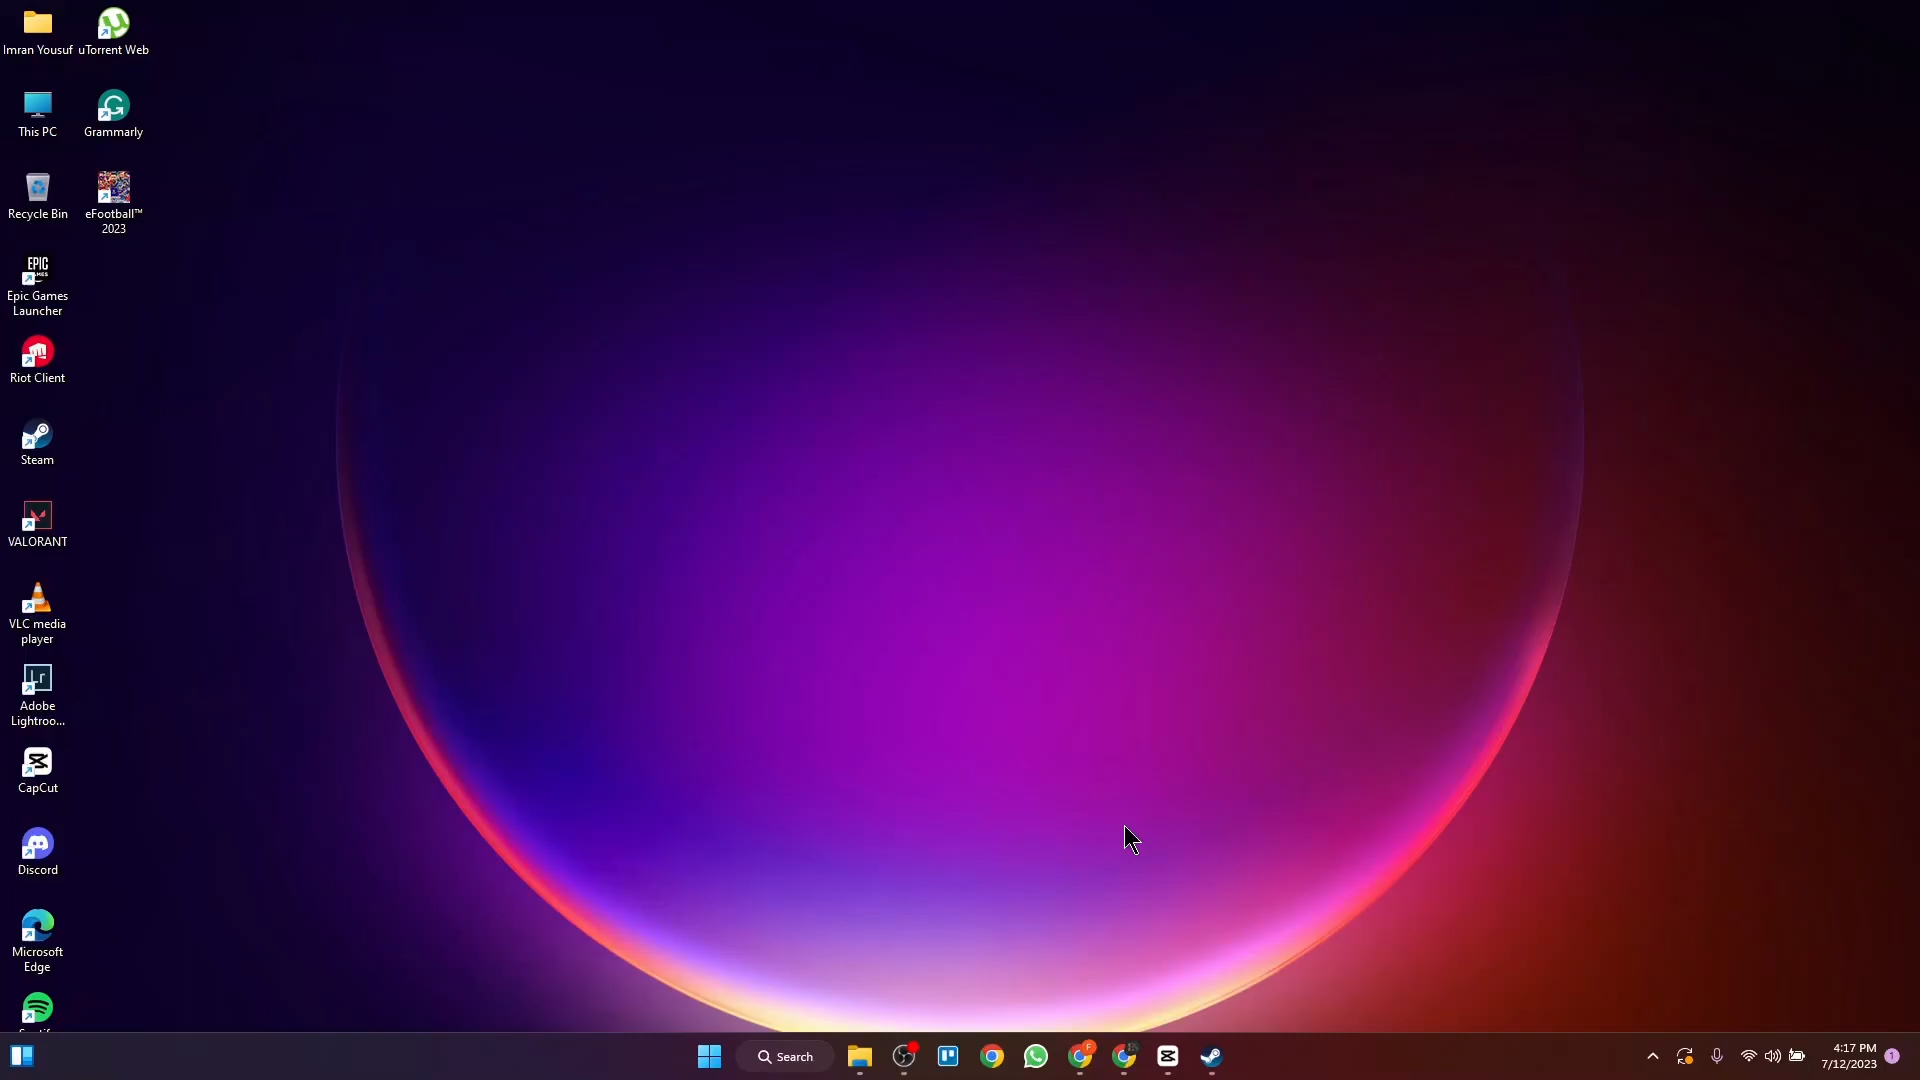 Imran Yousuf
uTorrent Web
This PC
Grammarly
Recycle Bin
eFootball™
2023
EPIC
Epic Games
Launcher
Riot Client
Steam
VALORANT
VLC media
player
Lr
Adobe
Lightroo...
CapCut
Discord
Microsoft
Edge
Search
F
4:17 PM
7/12/2023
1